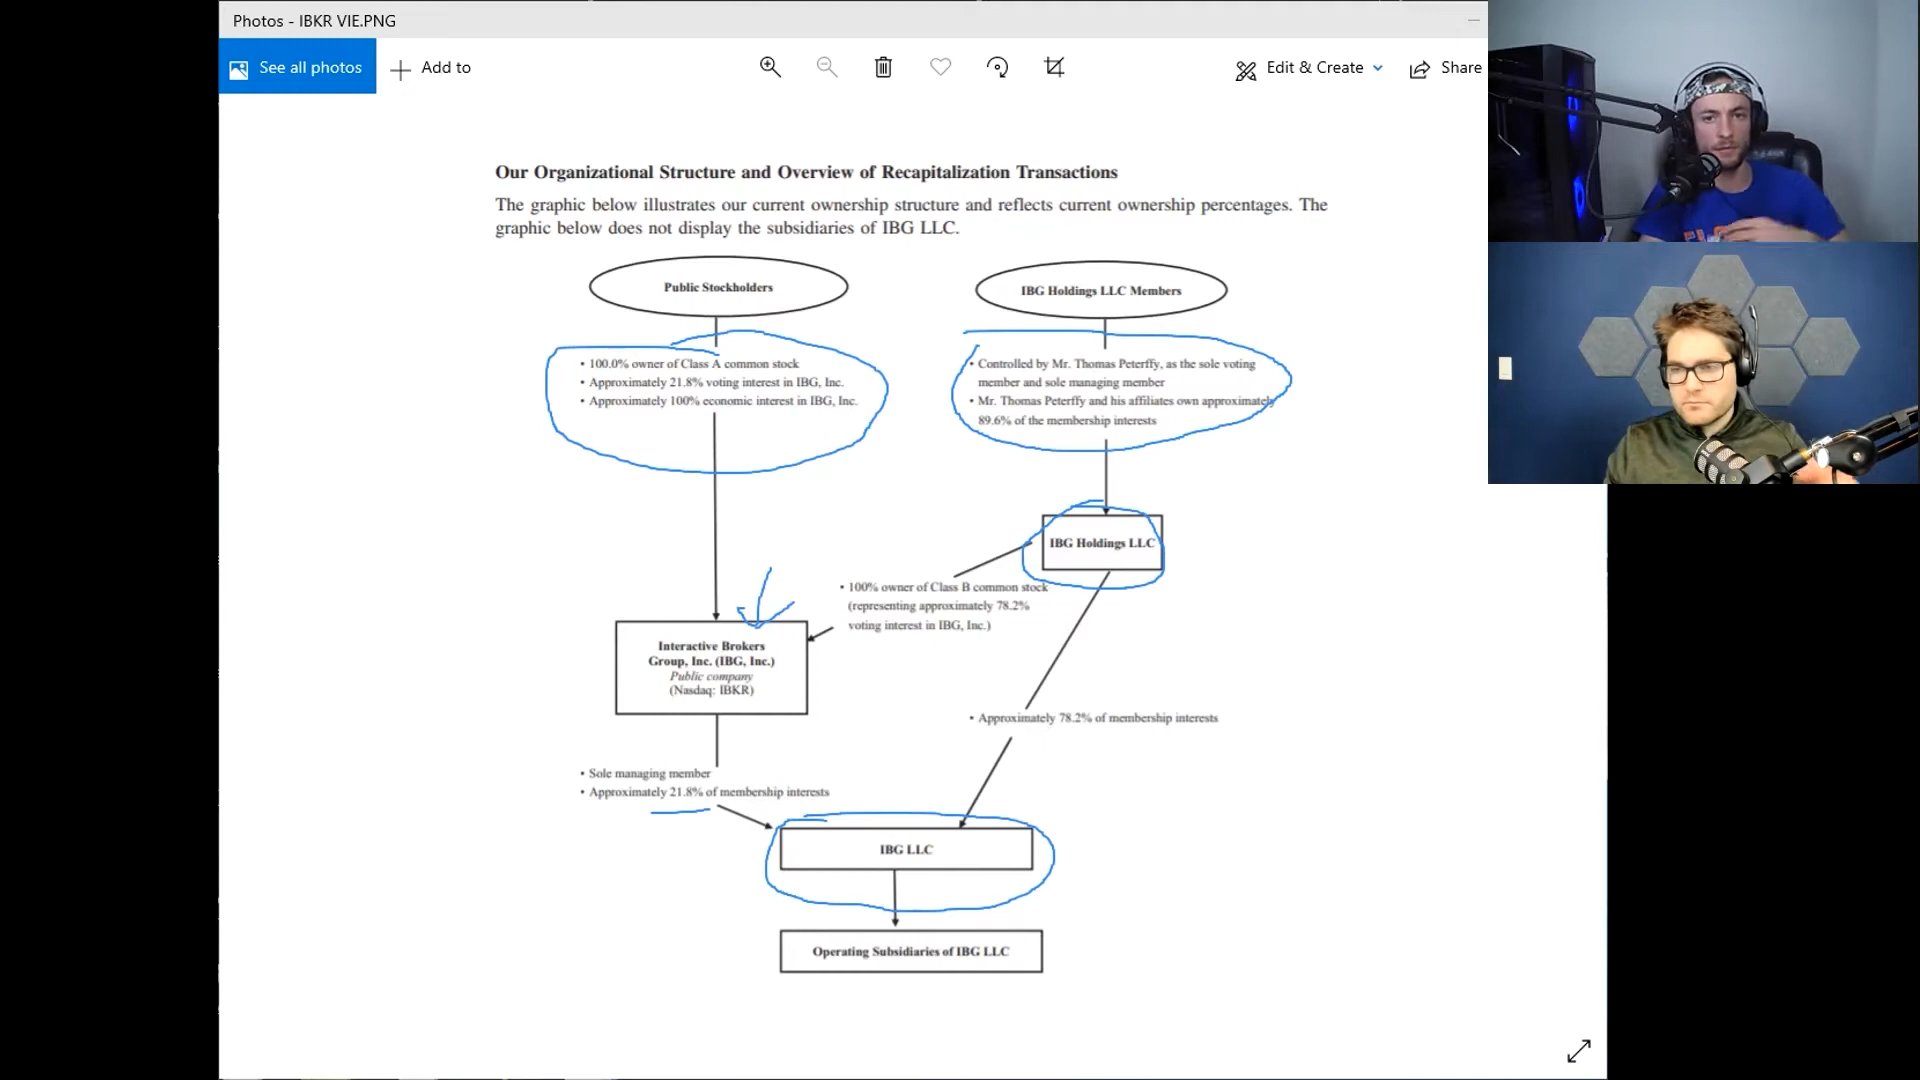 Photos - IBKR VIE.PNG
See all photos
Add to
Edit & Create
Share
Our Organizational Structure and Overview of Recapitalization Transactions
The graphic below illustrates our current ownership structure and reflects current ownership percentages. The
graphic below does not display the subsidiaries of IBG LLC.
Public Stockholders
• 100.0% owner of Class A common stock
• Approximately 21.8% voting interest in IBG, Inc.
• Approximately 100% economic interest in IBG, Inc.
IBG Holdings LLC Members
• Controlled by Mr. Thomas Peterffy, as the sole voting
member and sole managing member
• Mr. Thomas Peterffy and his affiliates own approximately
89.6% of the membership interests
IBG Holdings LLC
• 100% owner of Class B common stock
(representing approximately 78.2%
voting interest in IBG, Inc.)
Interactive Brokers
Group, Inc. (IBG, Inc.)
Public company
(Nasdaq: IBKR)
• Approximately 78.2% of membership interests
• Sole managing member
• Approximately 21.8% of membership interests
IBG LLC
Operating Subsidiaries of IBG LLC